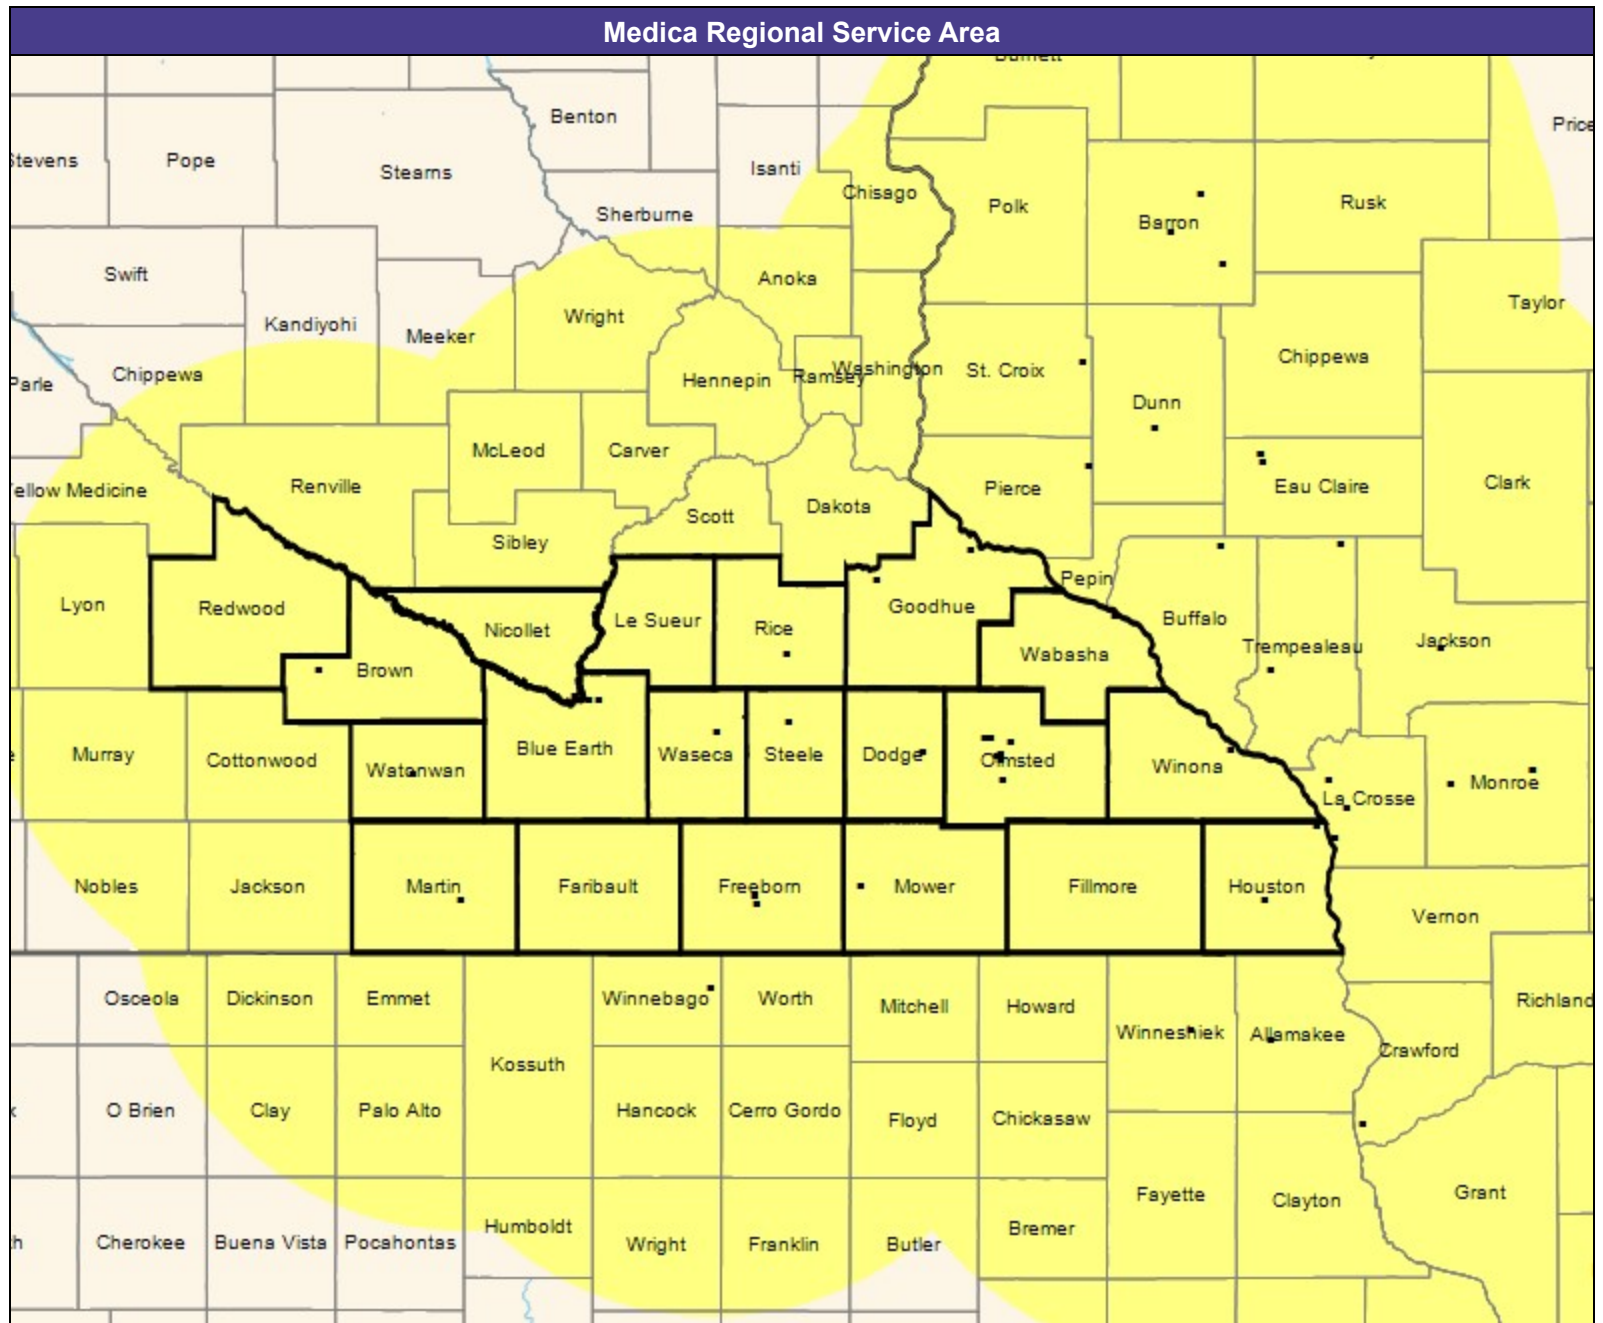 Medica Regional Service Area
Benton
Price
Stevens
Pope
Stearns
Isanti
Chisago
Sherburne
Polk
Barron
Rusk
Swift
Anoka
Taylor
Kandiyohi
Wright
Meeker
Chippewa
Parle
Chippewa
Hennepin
Ramsey
Washington
St. Croix
Dunn
McLeod
Carver
Yellow Medicine
Renville
Pierce
Eau Claire
Clark
Scott
Dakota
Sibley
Pepin
Lyon
Redwood
Goodhue
Nicollet
Le Sueur
Rice
Buffalo
Trempealeau
Jackson
Brown
Wabasha
Murray
Cottonwood
Watonwan
Blue Earth
Waseca
Steele
Dodge
Olmsted
Winona
La Crosse
Monroe
Nobles
Jackson
Martin
Faribault
Freeborn
Mower
Fillmore
Houston
Vernon
Osceola
Dickinson
Emmet
Winnebago
Worth
Mitchell
Howard
Richland
Winneshiek
Allamakee
Crawford
Kossuth
O Brien
Clay
Palo Alto
Hancock
Cerro Gordo
Floyd
Chickasaw
Fayette
Clayton
Grant
Cherokee
Buena Vista
Pocahontas
Humboldt
Wright
Franklin
Butler
Bremer